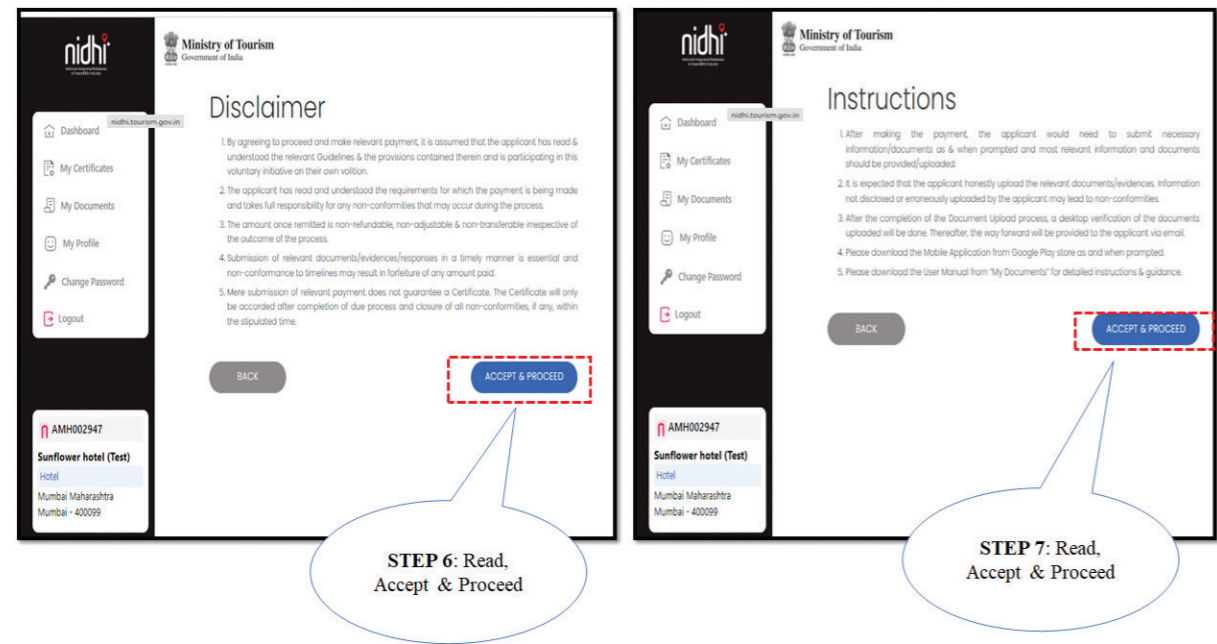 nidhi
Ministry of Tourism
Government of India
Disclaimer
nidhi.tourism.gov.in
Dashboard
My Certificates
My Documents
My Profile
Change Password
Logout
1. By agreeing to proceed and make relevant payment, it is assumed that the applicant has read &
understood the relevant Guidelines & the provisions contained therein and is participating in this
voluntary initiative on their own volition.
2. The applicant has read and understood the requirements for which the payment is being made
and takes full responsibility for any non-conformities that may occur during the process.
3. The amount once remitted is non-refundable, non-adjustable & non-transferable irrespective of
the outcome of the process.
4. Submission of relevant documents/evidences/responses in a timely manner is essential and
non-conformance to timelines may result in forfeiture of any amount paid.
5. Mere submission of relevant payment does not guarantee a Certificate. The Certificate will only
be accorded after completion of due process and closure of all non-conformities, if any, within
the stipulated time.
BACK
ACCEPT & PROCEED
AMH002947
Sunflower hotel (Test)
Hotel
Mumbai Maharashtra
Mumbai - 400099
STEP 6: Read,
Accept & Proceed
nidhi
Ministry of Tourism
Government of India
Instructions
nidhi.tourism.gov.in
Dashboard
My Certificates
My Documents
My Profile
Change Password
Logout
1. After making the payment, the applicant would need to submit necessary
information/documents as & when prompted and most relevant information and documents
should be provided/uploaded.
2. It is expected that the applicant honestly upload the relevant documents/evidences. Information
not disclosed or erroneously uploaded by the applicant may lead to non-conformities.
3. After the completion of the Document Upload process, a desktop verification of the documents
uploaded will be done. Thereafter, the way forward will be provided to the applicant via email.
4. Please download the Mobile Application from Google Play store as and when prompted.
5. Please download the User Manual from "My Documents" for detailed instructions & guidance.
BACK
ACCEPT & PROCEED
AMH002947
Sunflower hotel (Test)
Hotel
Mumbai Maharashtra
Mumbai - 400099
STEP 7: Read,
Accept & Proceed